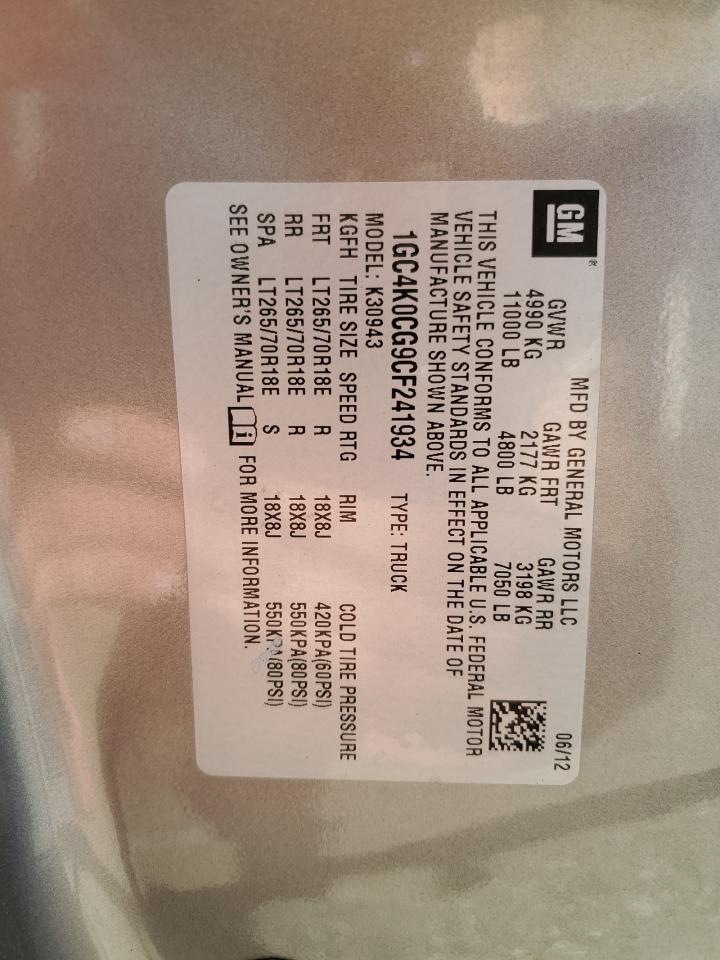 GM®
MFD BY GENERAL MOTORS LLC 06/12
GVWR GAWR FRT GAWR RR
4990 KG 2177 KG 3198 KG
11000 LB 4800 LB 7050 LB
THIS VEHICLE CONFORMS TO ALL APPLICABLE U.S. FEDERAL MOTOR
VEHICLE SAFETY STANDARDS IN EFFECT ON THE DATE OF
MANUFACTURE SHOWN ABOVE.
1GC4K0CG9CF241934 TYPE: TRUCK
MODEL: K30943
KGFH TIRE SIZE SPEED RTG RIM COLD TIRE PRESSURE
FRT LT265/70R18E R 18X8J 420KPA(60PSI)
RR LT265/70R18E R 18X8J 550KPA(80PSI)
SPA LT265/70R18E S 18X8J 550KPA(80PSI)
SEE OWNER'S MANUAL i FOR MORE INFORMATION.